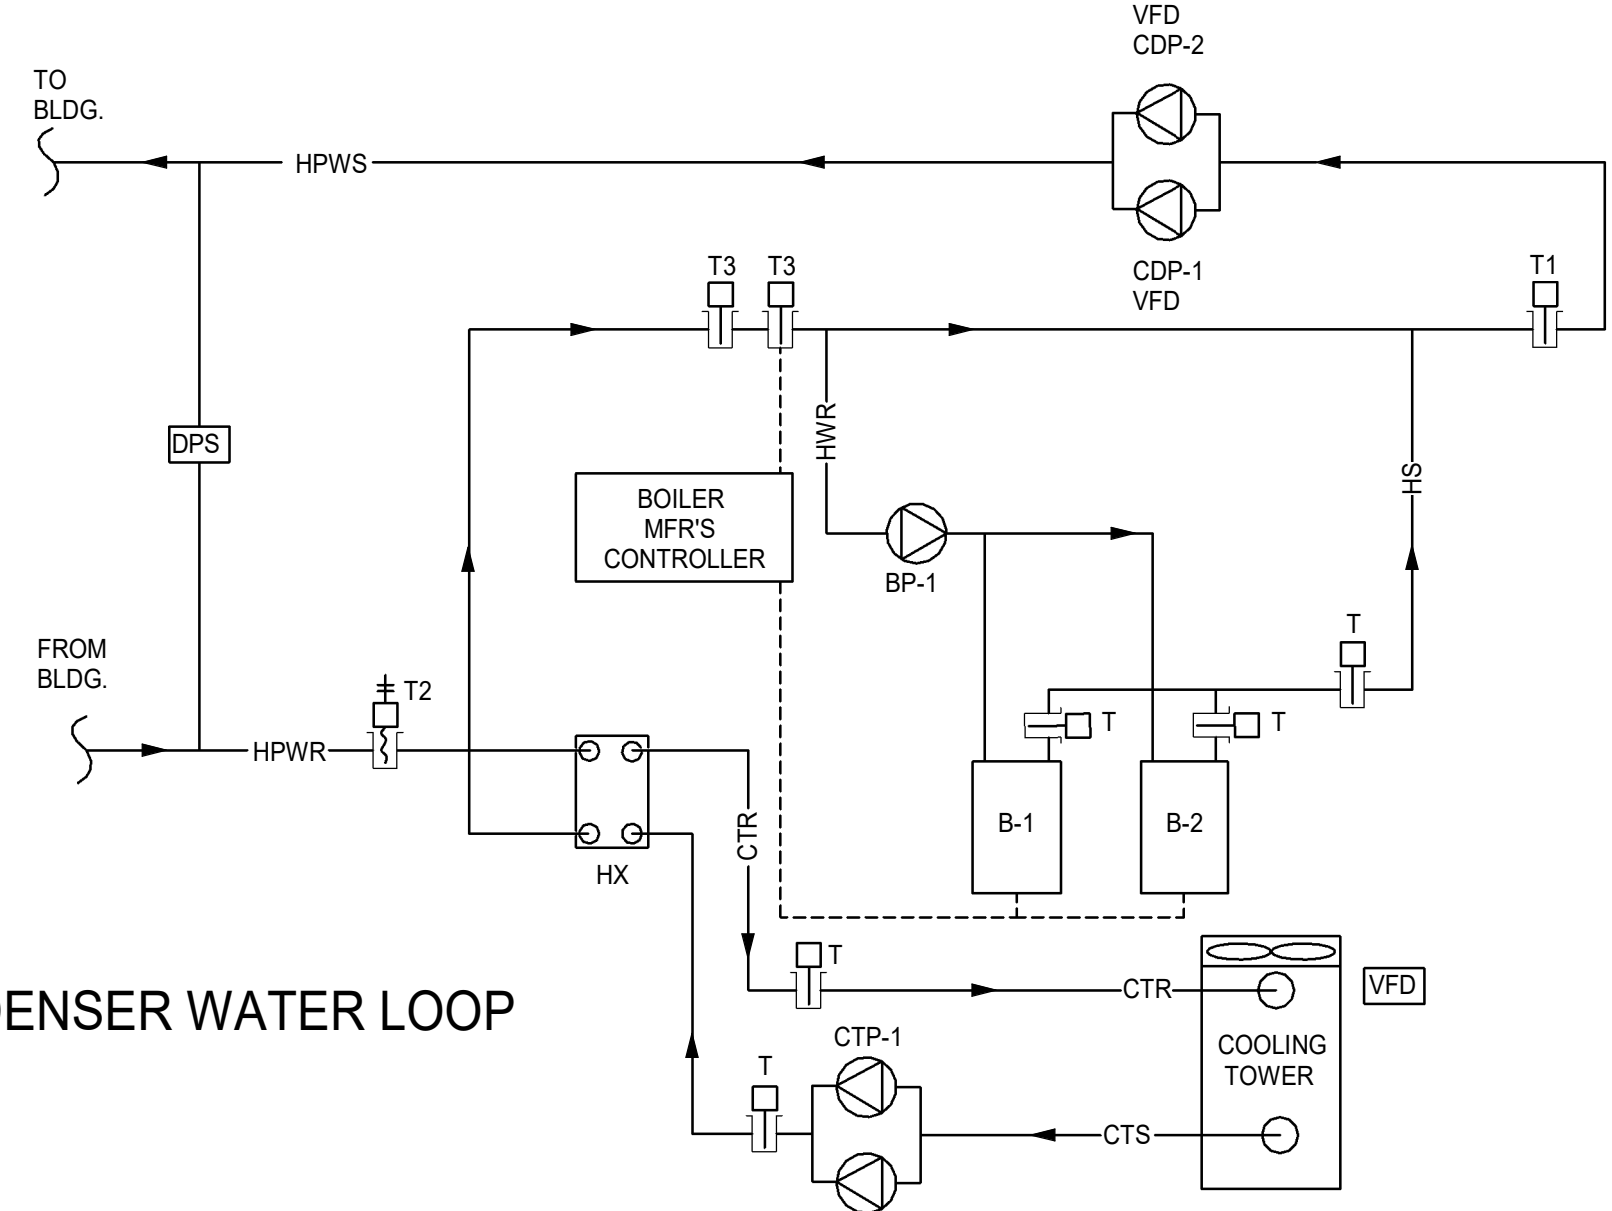 VFD
CDP-2
TO
BLDG.
HPWS
CDP-1
VFD
T3
T3
T1
HWR
DPS
BOILER
MFR'S
CONTROLLER
HS
BP-1
FROM
BLDG.
T
T2
T
T
HPWR
B-1
B-2
CTR
HX
T
CTR
VFD
ENSER WATER LOOP
CTP-1
COOLING
TOWER
T
CTS